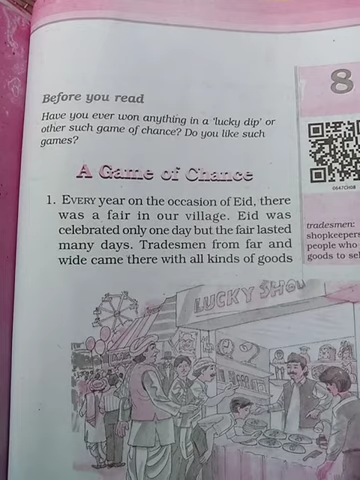 Before you read
Have you ever won anything in a 'lucky dip' or
other such game of chance? Do you like such
games?
8
0647CH08
A Game of Chance
1. EVERY year on the occasion of Eid, there
was a fair in our village. Eid was
celebrated only one day but the fair lasted
many days. Tradesmen from far and
wide came there with all kinds of goods
tradesmen:
shopkeepers
people who
goods to sel
LUCKY SHO